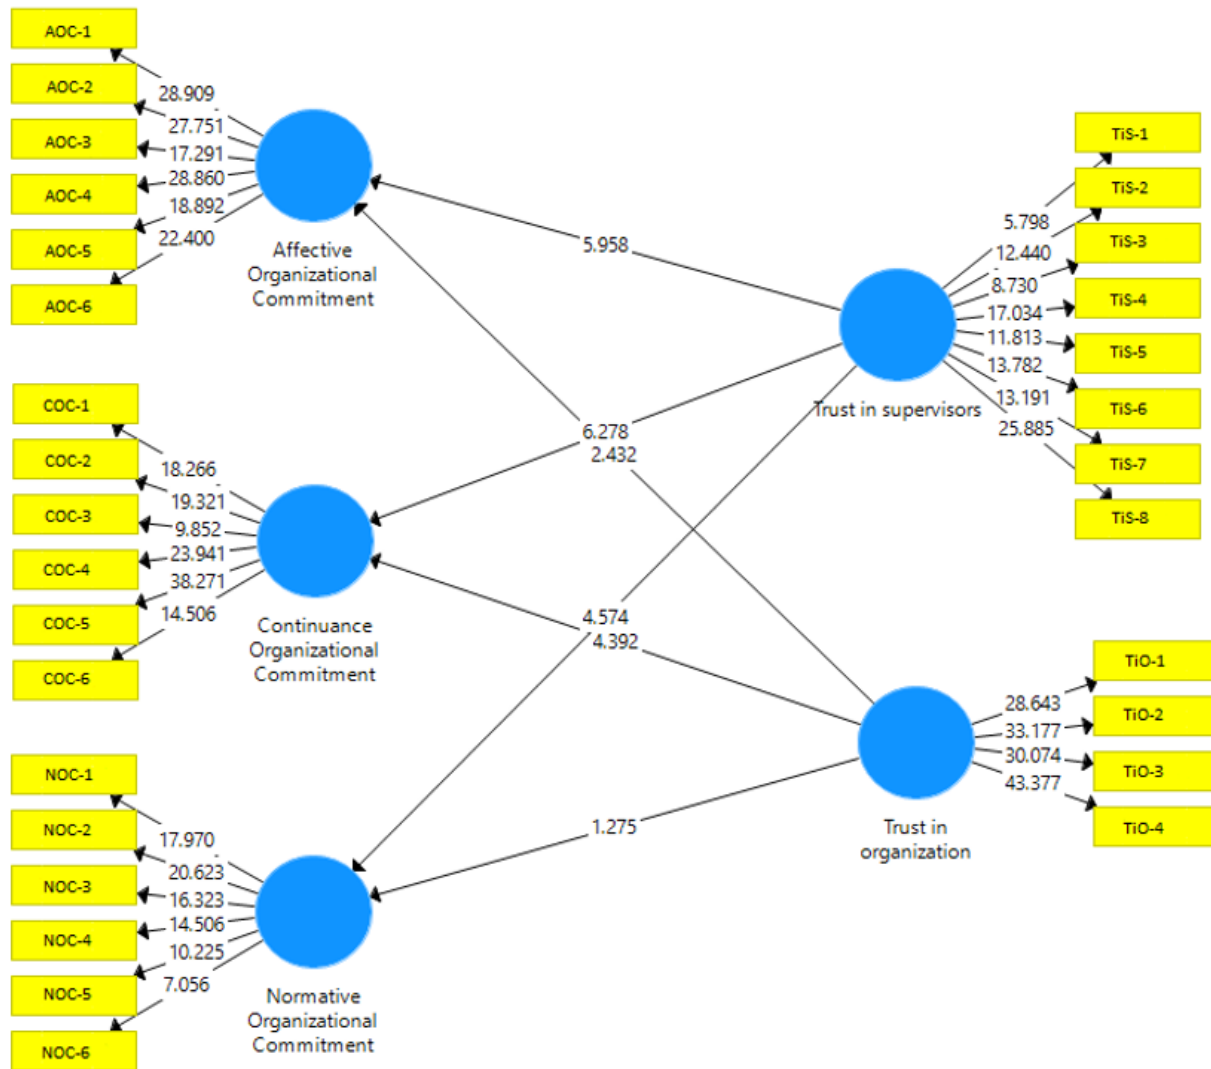 AOC-1
AOC-2
AOC-3
AOC-4
AOC-5
AOC-6
28.909
27.751
17.291
28.860
18.892
22.400
Affective
Organizational
Commitment
COC-1
COC-2
COC-3
COC-4
COC-5
COC-6
18.266
19.321
9.852
23.941
38.271
14.506
Continuance
Organizational
Commitment
NOC-1
NOC-2
NOC-3
NOC-4
NOC-5
NOC-6
17.970
20.623
16.323
14.506
10.225
7.056
Normative
Organizational
Commitment
5.958
6.278
2.432
4.574
4.392
1.275
Trust in supervisors
5.798
12.440
8.730
17.034
11.813
13.782
13.191
25.885
TiS-1
TiS-2
TiS-3
TiS-4
TiS-5
TiS-6
TiS-7
TiS-8
Trust in
organization
28.643
33.177
30.074
43.377
TiO-1
TiO-2
TiO-3
TiO-4